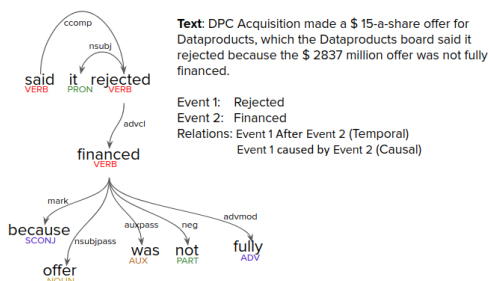 ccomp
nsubj
said it rejected
VERB PRON VERB
advcl
financed
VERB
mark
nsubjpass
auxpass
neg
advmod
because
SCONJ
offer
NOUN
was
AUX
not
PART
fully
ADV
Text: DPC Acquisition made a $ 15-a-share offer for
Dataproducts, which the Dataproducts board said it
rejected because the $ 2837 million offer was not fully
financed.
Event 1: Rejected
Event 2: Financed
Relations: Event 1 After Event 2 (Temporal)
Event 1 caused by Event 2 (Causal)